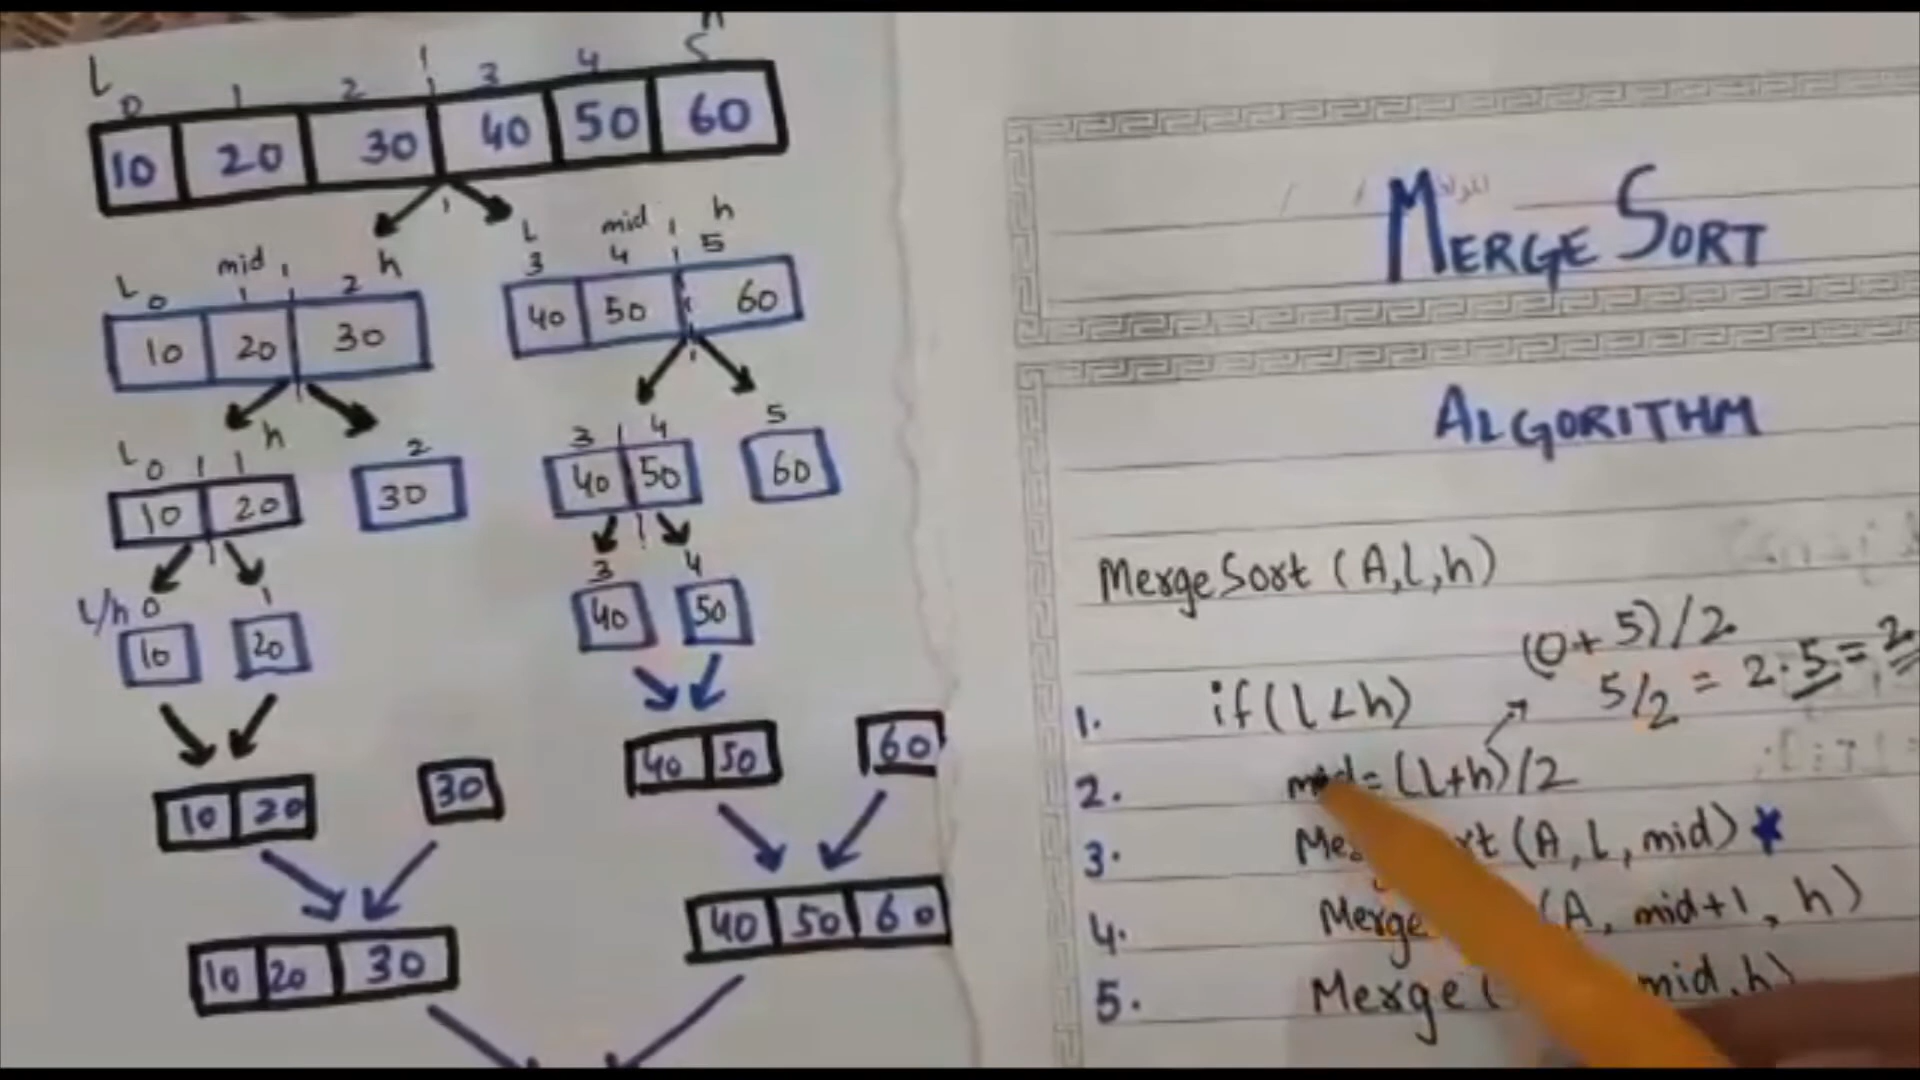 L h
0 1 2 3 4 5
10 20 30 40 50 60
L mid h
0 1 2
10 20 30
L mid h
3 4 5
40 50 60
L h
0 1 2
10 20 30
3 4 5
40 50 60
L/h 0 1
10 20
3 4
40 50
10 20 30
40 50 60
10 20 30
40 50 60
MERGE SORT
ALGORITHM
MergeSort (A,l,h)
(0+5)/2
5/2 = 2.5 = 2
1. if(l<h)
2. mid=(l+h)/2
3. (A,l,mid) *
4. Merge (A, mid+1, h)
5. Merge( mid,h)